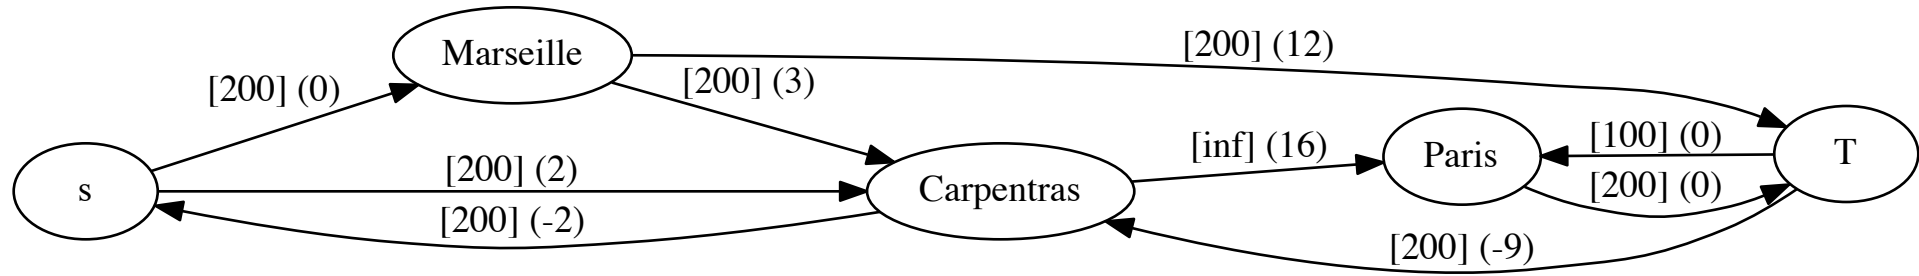 Marseille
[200] (12)
[200] (0)
[200] (3)
[100] (0)
[inf] (16)
Paris
T
[200] (2)
s
Carpentras
[200] (0)
[200] (-2)
[200] (-9)